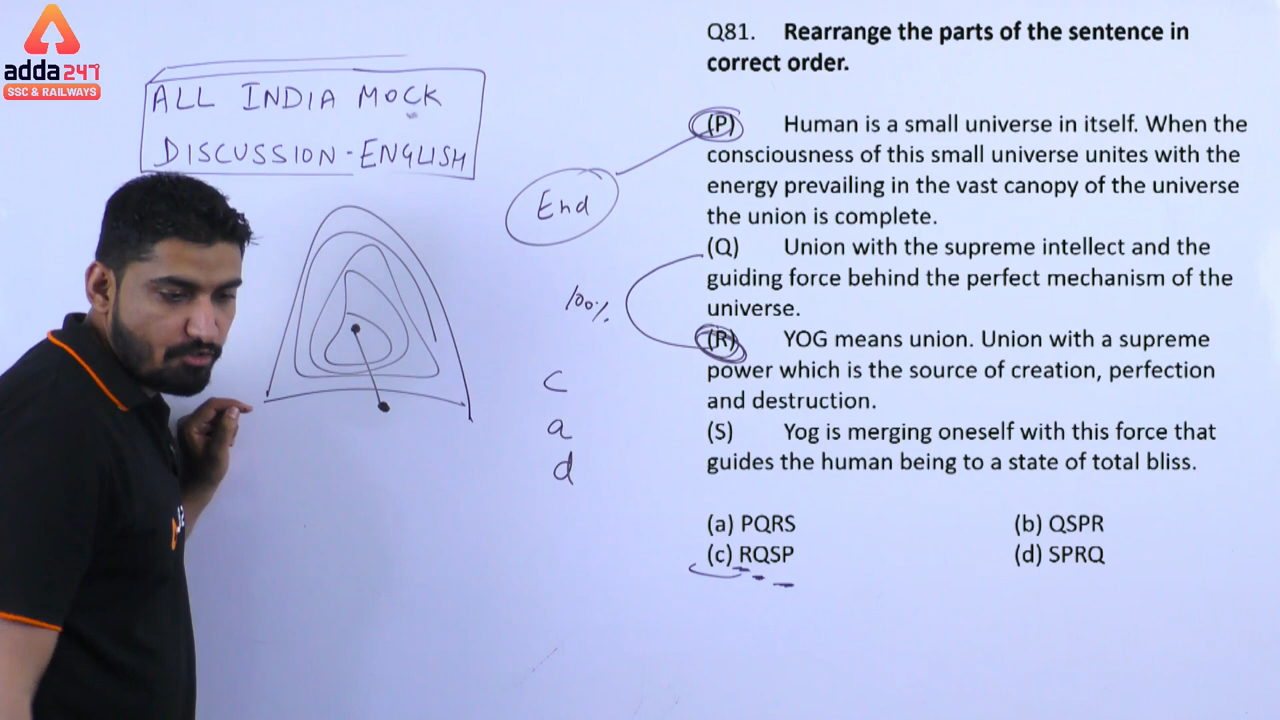 adda247
SSC & RAILWAYS
ALL INDIA MOCK
DISCUSSION-ENGLISH
End
100%
c
a
d
Q81. Rearrange the parts of the sentence in
correct order.
(P) Human is a small universe in itself. When the
consciousness of this small universe unites with the
energy prevailing in the vast canopy of the universe
the union is complete.
(Q) Union with the supreme intellect and the
guiding force behind the perfect mechanism of the
universe.
(R) YOG means union. Union with a supreme
power which is the source of creation, perfection
and destruction.
(S) Yog is merging oneself with this force that
guides the human being to a state of total bliss.
(a) PQRS (b) QSPR
(c) RQSP (d) SPRQ